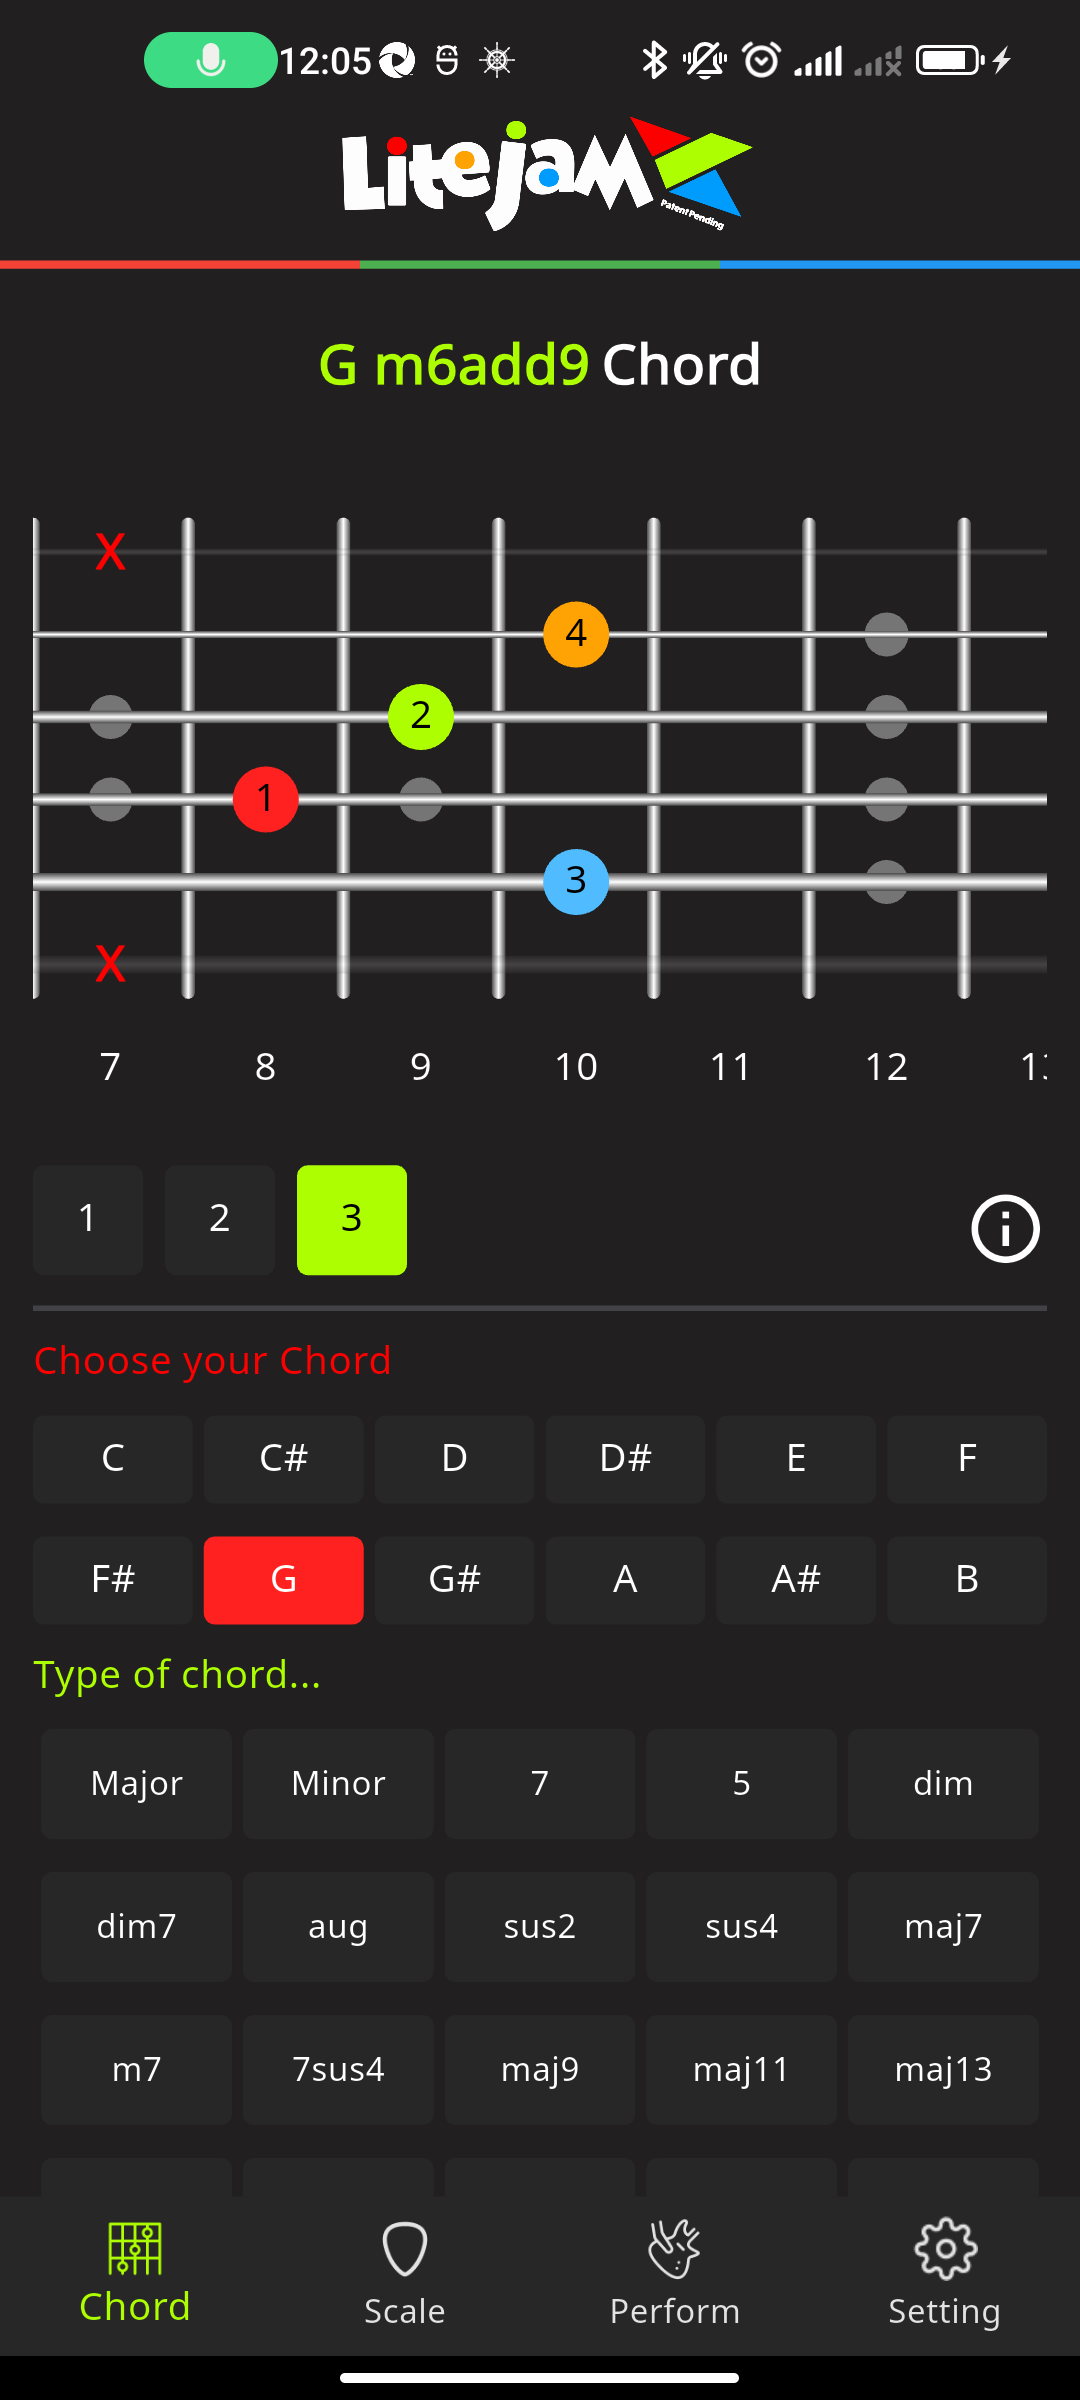 12:05
Litejam
Patent Pending
G m6add9 Chord
X
4
2
1
3
X
7 8 9 10 11 12
1 2 3
Choose your Chord
C C# D D# E F
F# G G# A A# B
Type of chord...
Major Minor 7 5 dim
dim7 aug sus2 sus4 maj7
m7 7sus4 maj9 maj11 maj13
Chord Scale Perform Setting